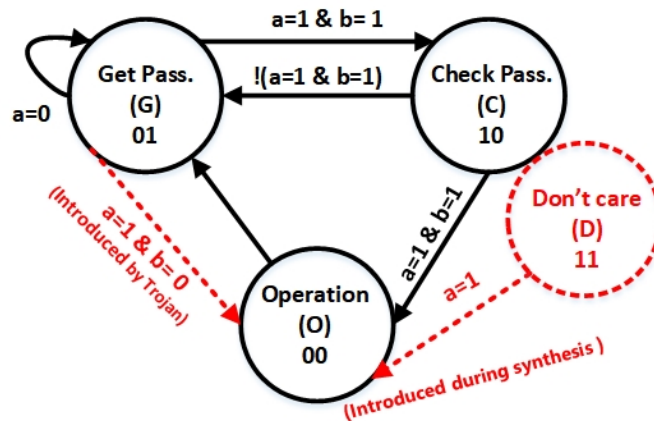 a=1 & b= 1
Get Pass.
(G)
01
!(a=1 & b=1)
Check Pass.
(C)
10
a=0
a=1 & b= 0
(Introduced by Trojan)
a=1 & b=1
Don't care
(D)
11
a=1
Operation
(O)
00
(Introduced during synthesis )